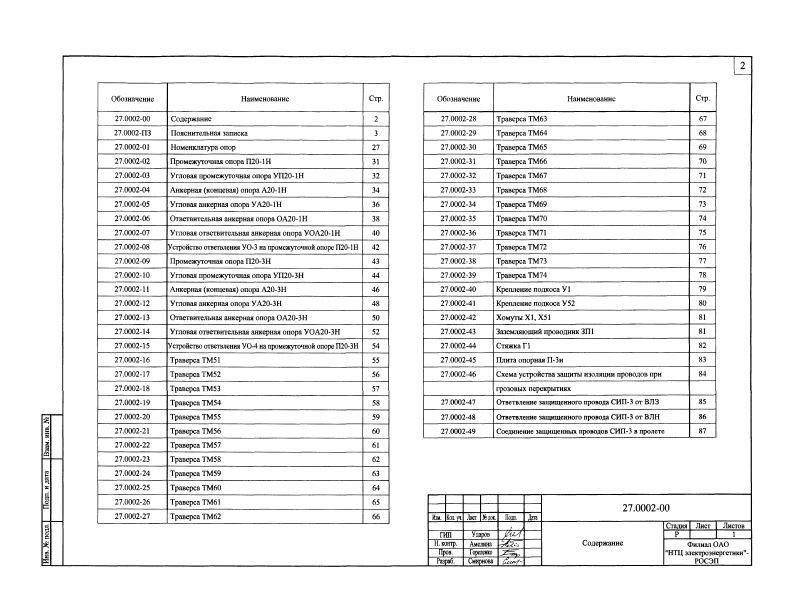 2
Обозначение Наименование Стр.
27.0002-00 Содержание 2
27.0002-ПЗ Пояснительная записка 3
27.0002-01 Номенклатура опор 27
27.0002-02 Промежуточная опора П20-1Н 31
27.0002-03 Угловая промежуточная опора УП20-1Н 32
27.0002-04 Анкерная (концевая) опора А20-1Н 34
27.0002-05 Угловая анкерная опора УА20-1Н 36
27.0002-06 Ответвительная анкерная опора ОА20-1Н 38
27.0002-07 Угловая ответвительная анкерная опора УОА20-1Н 40
27.0002-08 Устройство ответвления УО-3 на промежуточной опоре П20-1Н 42
27.0002-09 Промежуточная опора П20-3Н 43
27.0002-10 Угловая промежуточная опора УП20-3Н 44
27.0002-11 Анкерная (концевая) опора А20-3Н 46
27.0002-12 Угловая анкерная опора УА20-3Н 48
27.0002-13 Ответвительная анкерная опора ОА20-3Н 50
27.0002-14 Угловая ответвительная анкерная опора УОА20-3Н 52
27.0002-15 Устройство ответвления УО-4 на промежуточной опоре П20-3Н 54
27.0002-16 Траверса ТМ51 55
27.0002-17 Траверса ТМ52 56
27.0002-18 Траверса ТМ53 57
27.0002-19 Траверса ТМ54 58
27.0002-20 Траверса ТМ55 59
27.0002-21 Траверса ТМ56 60
27.0002-22 Траверса ТМ57 61
27.0002-23 Траверса ТМ58 62
27.0002-24 Траверса ТМ59 63
27.0002-25 Траверса ТМ60 64
27.0002-26 Траверса ТМ61 65
27.0002-27 Траверса ТМ62 66
Обозначение Наименование Стр.
27.0002-28 Траверса ТМ63 67
27.0002-29 Траверса ТМ64 68
27.0002-30 Траверса ТМ65 69
27.0002-31 Траверса ТМ66 70
27.0002-32 Траверса ТМ67 71
27.0002-33 Траверса ТМ68 72
27.0002-34 Траверса ТМ69 73
27.0002-35 Траверса ТМ70 74
27.0002-36 Траверса ТМ71 75
27.0002-37 Траверса ТМ72 76
27.0002-38 Траверса ТМ73 77
27.0002-39 Траверса ТМ74 78
27.0002-40 Крепление подкоса У1 79
27.0002-41 Крепление подкоса У52 80
27.0002-42 Хомуты Х1, Х51 81
27.0002-43 Заземляющий проводник ЗП1 81
27.0002-44 Стяжка Г1 82
27.0002-45 Плита опорная П-3и 83
27.0002-46 Схема устройства защиты изоляции проводов при 84
грозовых перекрытиях
27.0002-47 Ответвление защищенного провода СИП-3 от ВЛЗ 85
27.0002-48 Ответвление защищенного провода СИП-3 от ВЛН 86
27.0002-49 Соединение защищенных проводов СИП-3 в пролете 87
Взам. инв. №
Подп. и дата
Инв. № подл.
27.0002-00
Изм. Кол. уч. Лист № док. Подп. Дата
ГИП Ударов
Н. контр. Амелина
Пров.
Разраб. Смирнова
Содержание
Стадия Лист Листов
Р 1
Филиал ОАО
"НТЦ электроэнергетики"-
РОСЭП